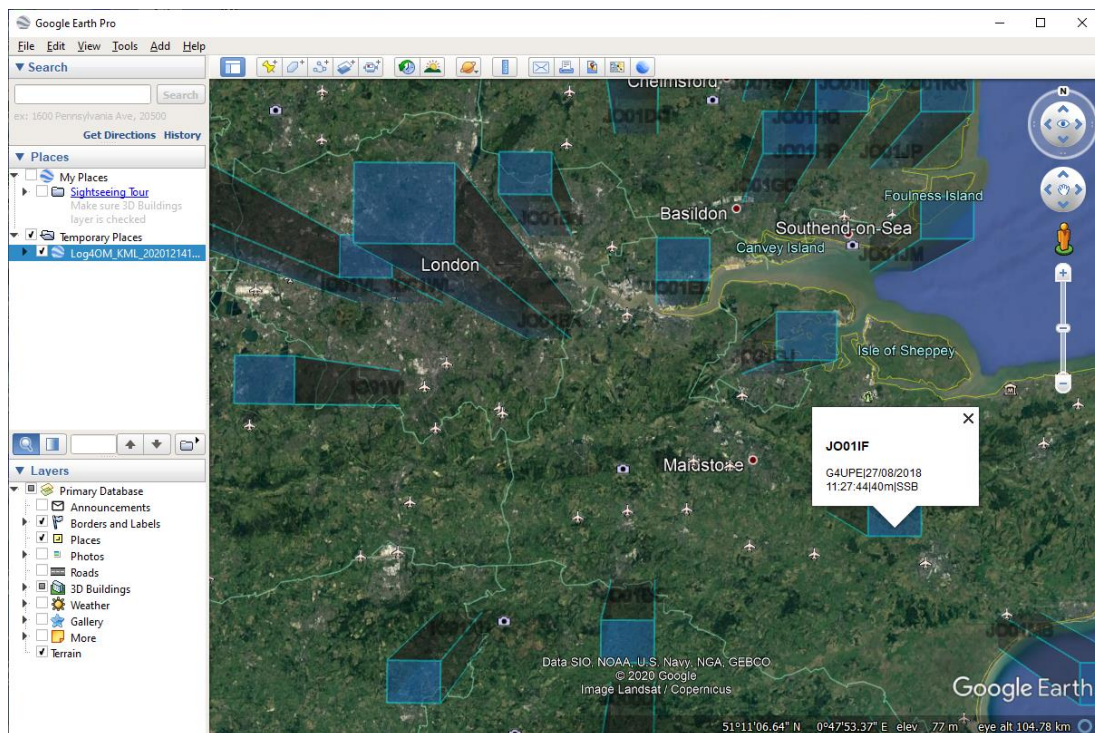 Google Earth Pro
File Edit View Tools Add Help
Search
Search
ex: 1600 Pennsylvania Ave, 20500
Get Directions History
Places
My Places
Sightseeing Tour
Make sure 3D Buildings
layer is checked
Temporary Places
Log4OM_KML_202012141...
Layers
Primary Database
Announcements
Borders and Labels
Places
Photos
Roads
3D Buildings
Weather
Gallery
More
Terrain
Chelmsford
JO01HQ
JO01HP
JO01JP
Foulness Island
Basildon
Southend-on-Sea
Canvey Island
JO01JM
London
JO01EL
Isle of Sheppey
Maidstone
JO01IF
G4UPE|27/08/2018
11:27:44|40m|SSB
Data SIO, NOAA, U.S. Navy, NGA, GEBCO
© 2020 Google
Image Landsat / Copernicus
Google Earth
N
51°11'06.64" N 0°47'53.37" E elev 77 m eye alt 104.78 km